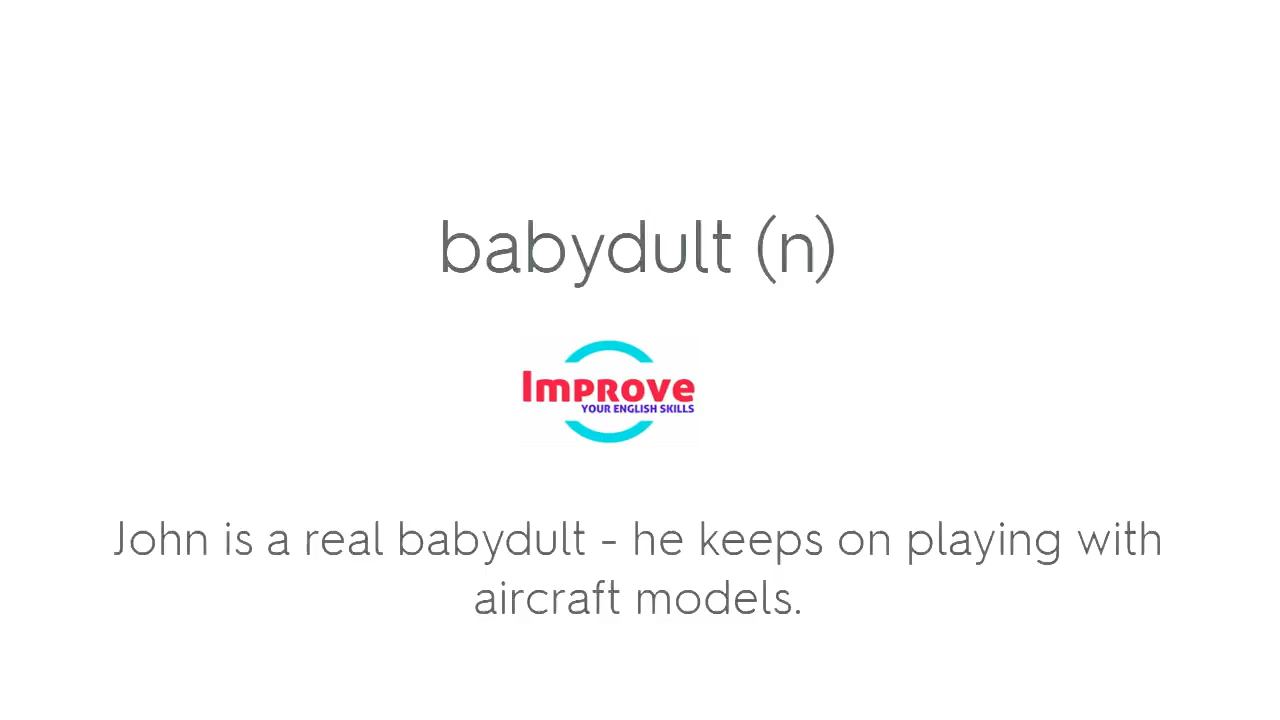 babydult (n)
Improve
YOUR ENGLISH SKILLS
John is a real babydult - he keeps on playing with
aircraft models.